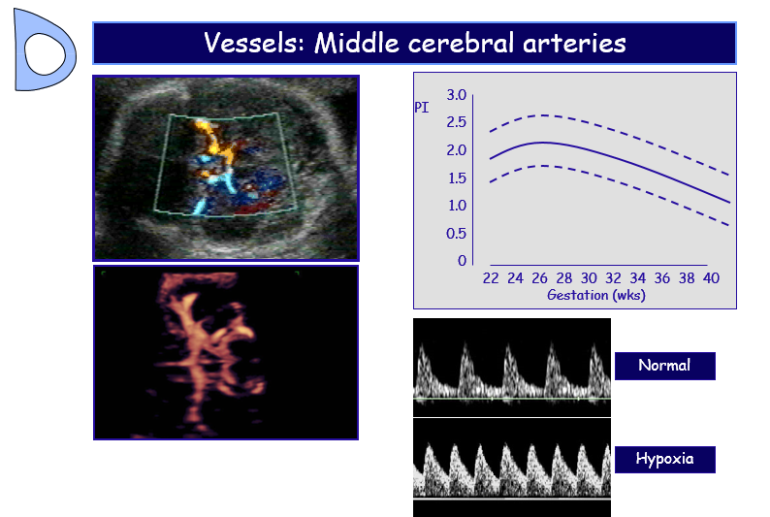 Vessels: Middle cerebral arteries
PI
3.0
2.5
2.0
1.5
1.0
0.5
0
22 24 26 28 30 32 34 36 38 40
Gestation (wks)
Normal
Hypoxia